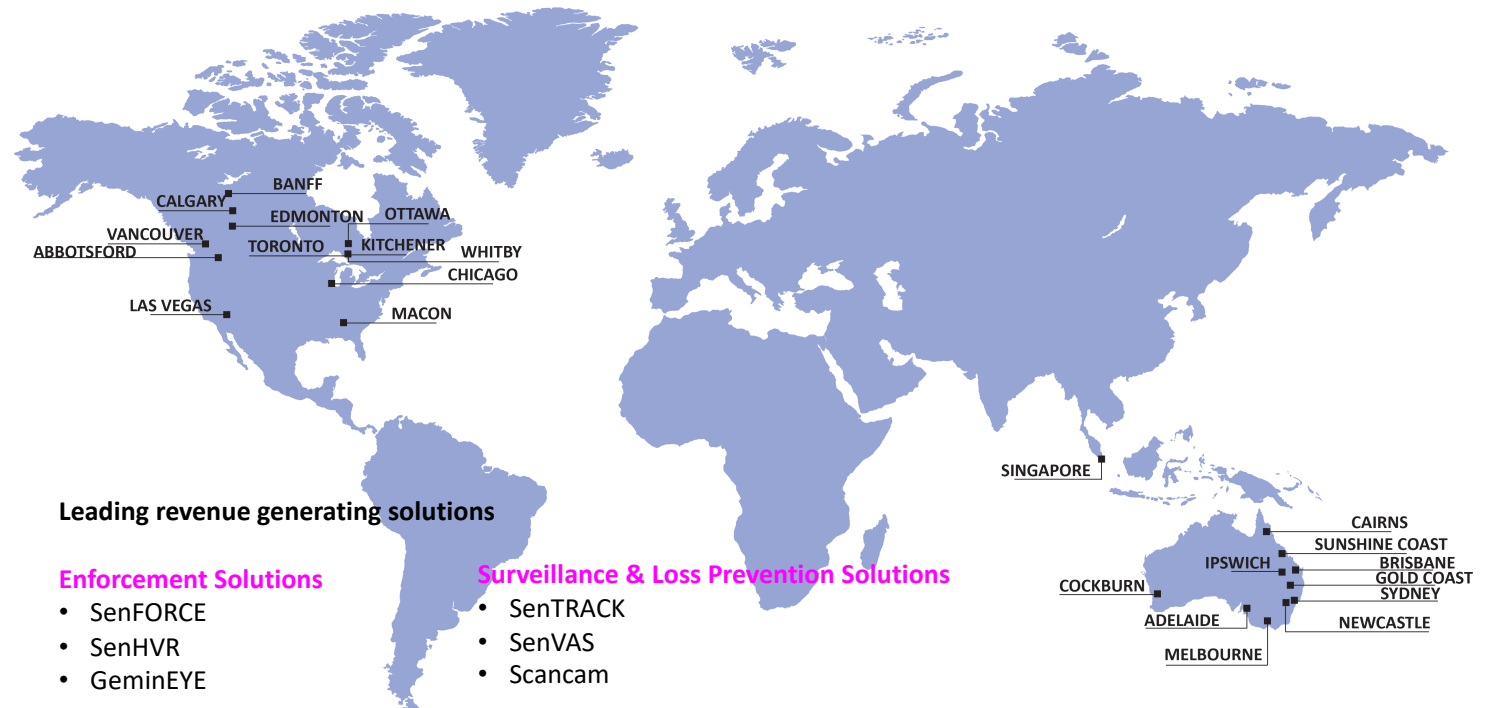 BANFF
CALGARY
EDMONTON
OTTAWA
VANCOUVER
TORONTO
KITCHENER
ABBOTSFORD
WHITBY
CHICAGO
LAS VEGAS
MACON
SINGAPORE
Leading revenue generating solutions
Enforcement Solutions
• SenFORCE
• SenHVR
• GeminEYE
Surveillance & Loss Prevention Solutions
• SenTRACK
• SenVAS
• Scancam
CAIRNS
SUNSHINE COAST
IPSWICH
BRISBANE
GOLD COAST
COCKBURN
SYDNEY
ADELAIDE
NEWCASTLE
MELBOURNE